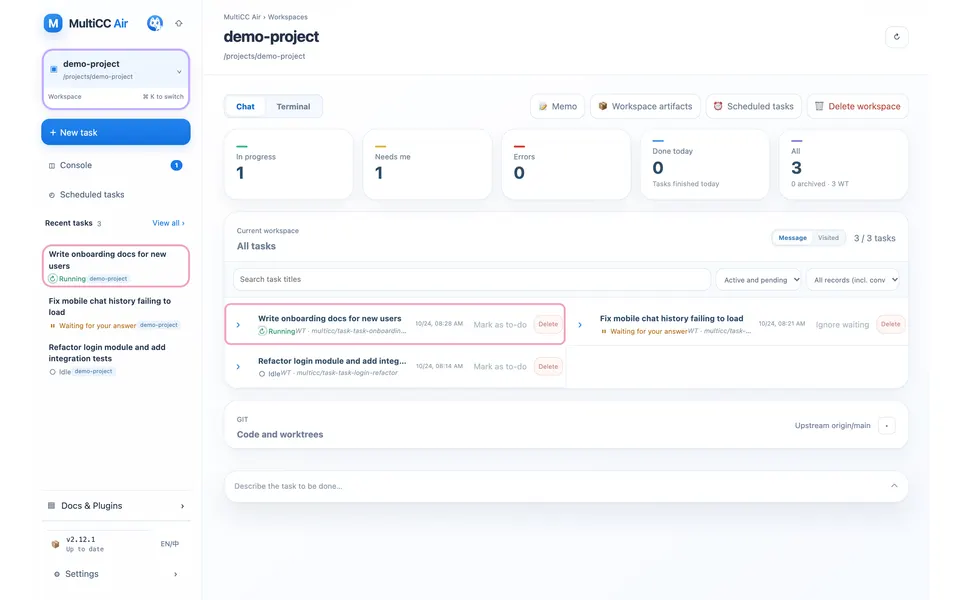 M MultiCC Air
demo-project
/projects/demo-project
Workspace
⌘ K to switch
+ New task
Console
1
Scheduled tasks
Recent tasks 3
View all ›
Write onboarding docs for new users
Running demo-project
Fix mobile chat history failing to load
Waiting for your answer demo-project
Refactor login module and add integration tests
Idle demo-project
Docs & Plugins ›
v2.12.1
Up to date
EN/中
Settings ›
MultiCC Air › Workspaces
demo-project
/projects/demo-project
Chat
Terminal
Memo
Workspace artifacts
Scheduled tasks
Delete workspace
In progress
1
Needs me
1
Errors
0
Done today
0
Tasks finished today
All
3
0 archived · 3 WT
Current workspace
All tasks
Message
Visited
3 / 3 tasks
Search task titles
Active and pending
All records (incl. conv
Write onboarding docs for new users
RunningWT · multicc/task-task-onboardin...
10/24, 08:28 AM
Mark as to-do
Delete
Fix mobile chat history failing to load
Waiting for your answerWT · multicc/task-...
10/24, 08:21 AM
Ignore waiting
Delete
Refactor login module and add integ...
IdleWT · multicc/task-task-login-refactor
10/24, 08:14 AM
Mark as to-do
Delete
GIT
Code and worktrees
Upstream origin/main
Describe the task to be done...